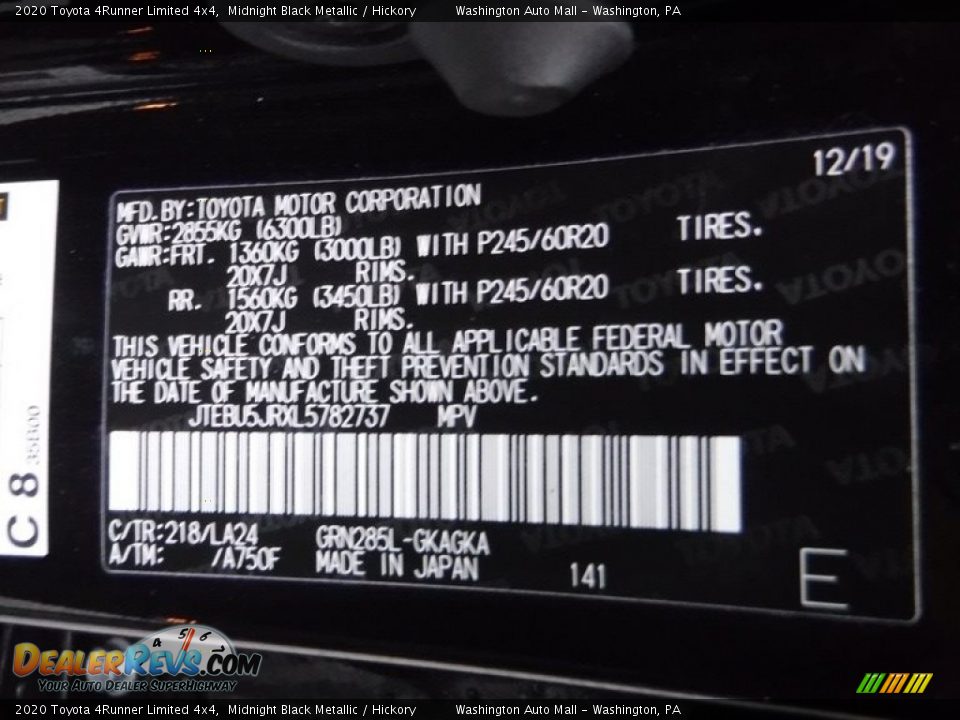 2020 Toyota 4Runner Limited 4x4,  Midnight Black Metallic / Hickory        Washington Auto Mall – Washington, PA
12/19
MFD. BY:TOYOTA MOTOR CORPORATION
GVWR:2855KG (6300LB)
GAWR:FRT. 1360KG (3000LB) WITH P245/60R20 TIRES.
20X7J RIMS.
RR. 1560KG (3450LB) WITH P245/60R20 TIRES.
20X7J RIMS.
THIS VEHICLE CONFORMS TO ALL APPLICABLE FEDERAL MOTOR
VEHICLE SAFETY AND THEFT PREVENTION STANDARDS IN EFFECT ON
THE DATE OF MANUFACTURE SHOWN ABOVE.
JTEBU5JRXL5782737 MPV
C/TR:218/LA24 GRN285L-GKAGKA
A/TM: /A750F MADE IN JAPAN 141
E
C 8
4 5 6
DEALERREVS.COM
YOUR AUTO DEALER SUPERHIGHWAY
2020 Toyota 4Runner Limited 4x4,  Midnight Black Metallic / Hickory        Washington Auto Mall – Washington, PA